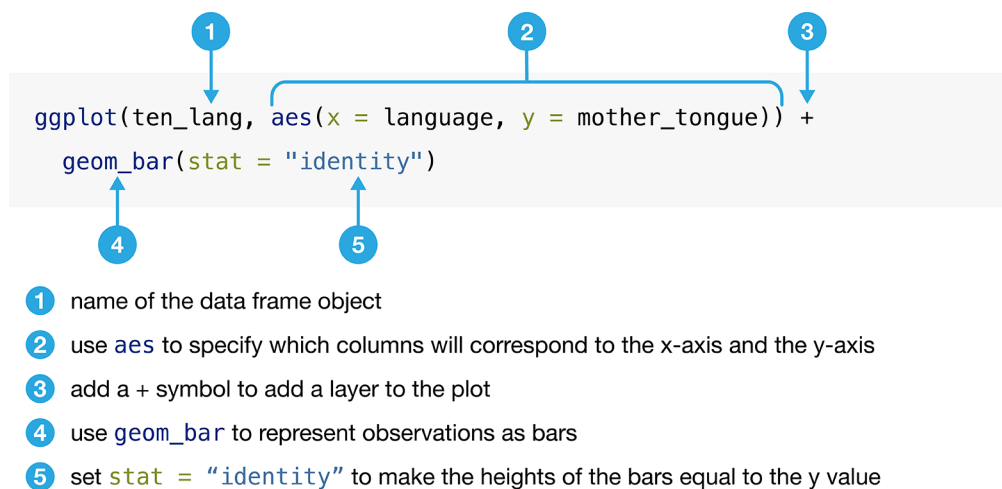 1 2 3
ggplot(ten_lang, aes(x = language, y = mother_tongue)) +
geom_bar(stat = "identity")
4 5
1 name of the data frame object
2 use aes to specify which columns will correspond to the x-axis and the y-axis
3 add a + symbol to add a layer to the plot
4 use geom_bar to represent observations as bars
5 set stat = “identity” to make the heights of the bars equal to the y value